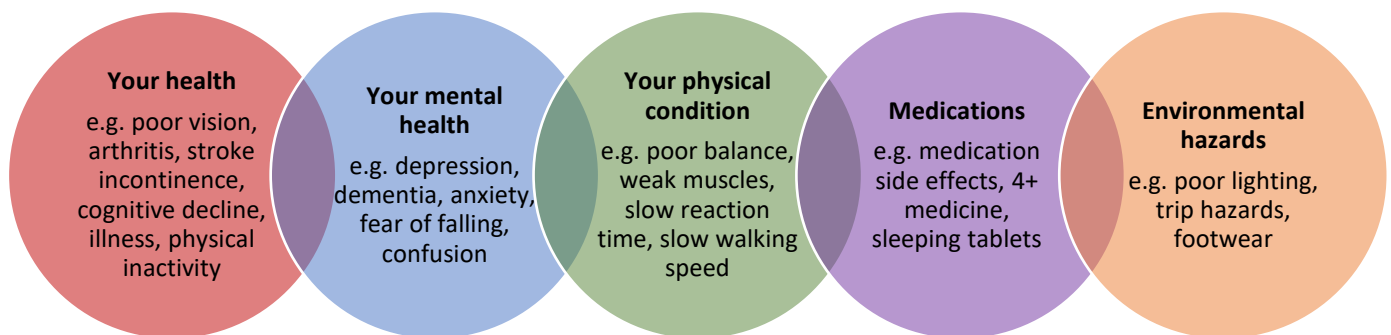 Your health
e.g. poor vision,
arthritis, stroke
incontinence,
cognitive decline,
illness, physical
inactivity
Your mental
health
e.g. depression,
dementia, anxiety,
fear of falling,
confusion
Your physical
condition
e.g. poor balance,
weak muscles,
slow reaction
time, slow walking
speed
Medications
e.g. medication
side effects, 4+
medicine,
sleeping tablets
Environmental
hazards
e.g. poor lighting,
trip hazards,
footwear